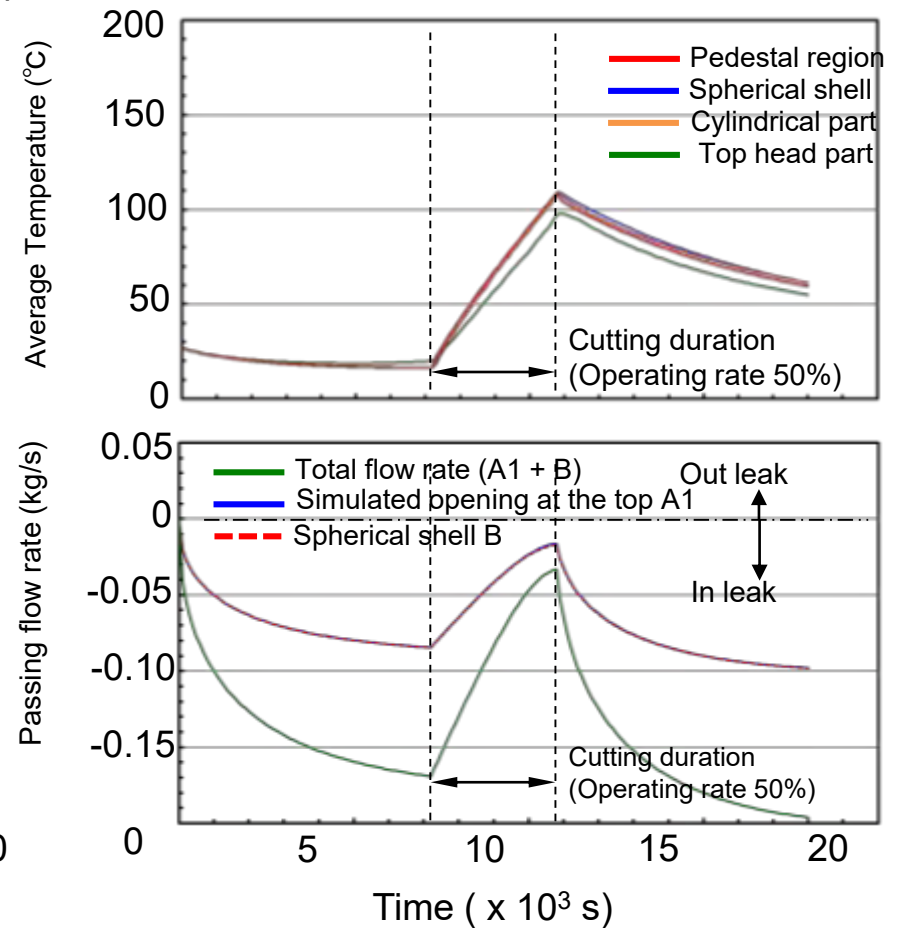 200
150
100
50
0
Average Temperature (℃)
Pedestal region
Spherical shell
Cylindrical part
Top head part
Cutting duration
(Operating rate 50%)
0.05
0
-0.05
-0.10
-0.15
Passing flow rate (kg/s)
Total flow rate (A1 + B)
Simulated opening at the top A1
Spherical shell B
Out leak
In leak
Cutting duration
(Operating rate 50%)
0 5 10 15 20
Time ( x 10³ s)